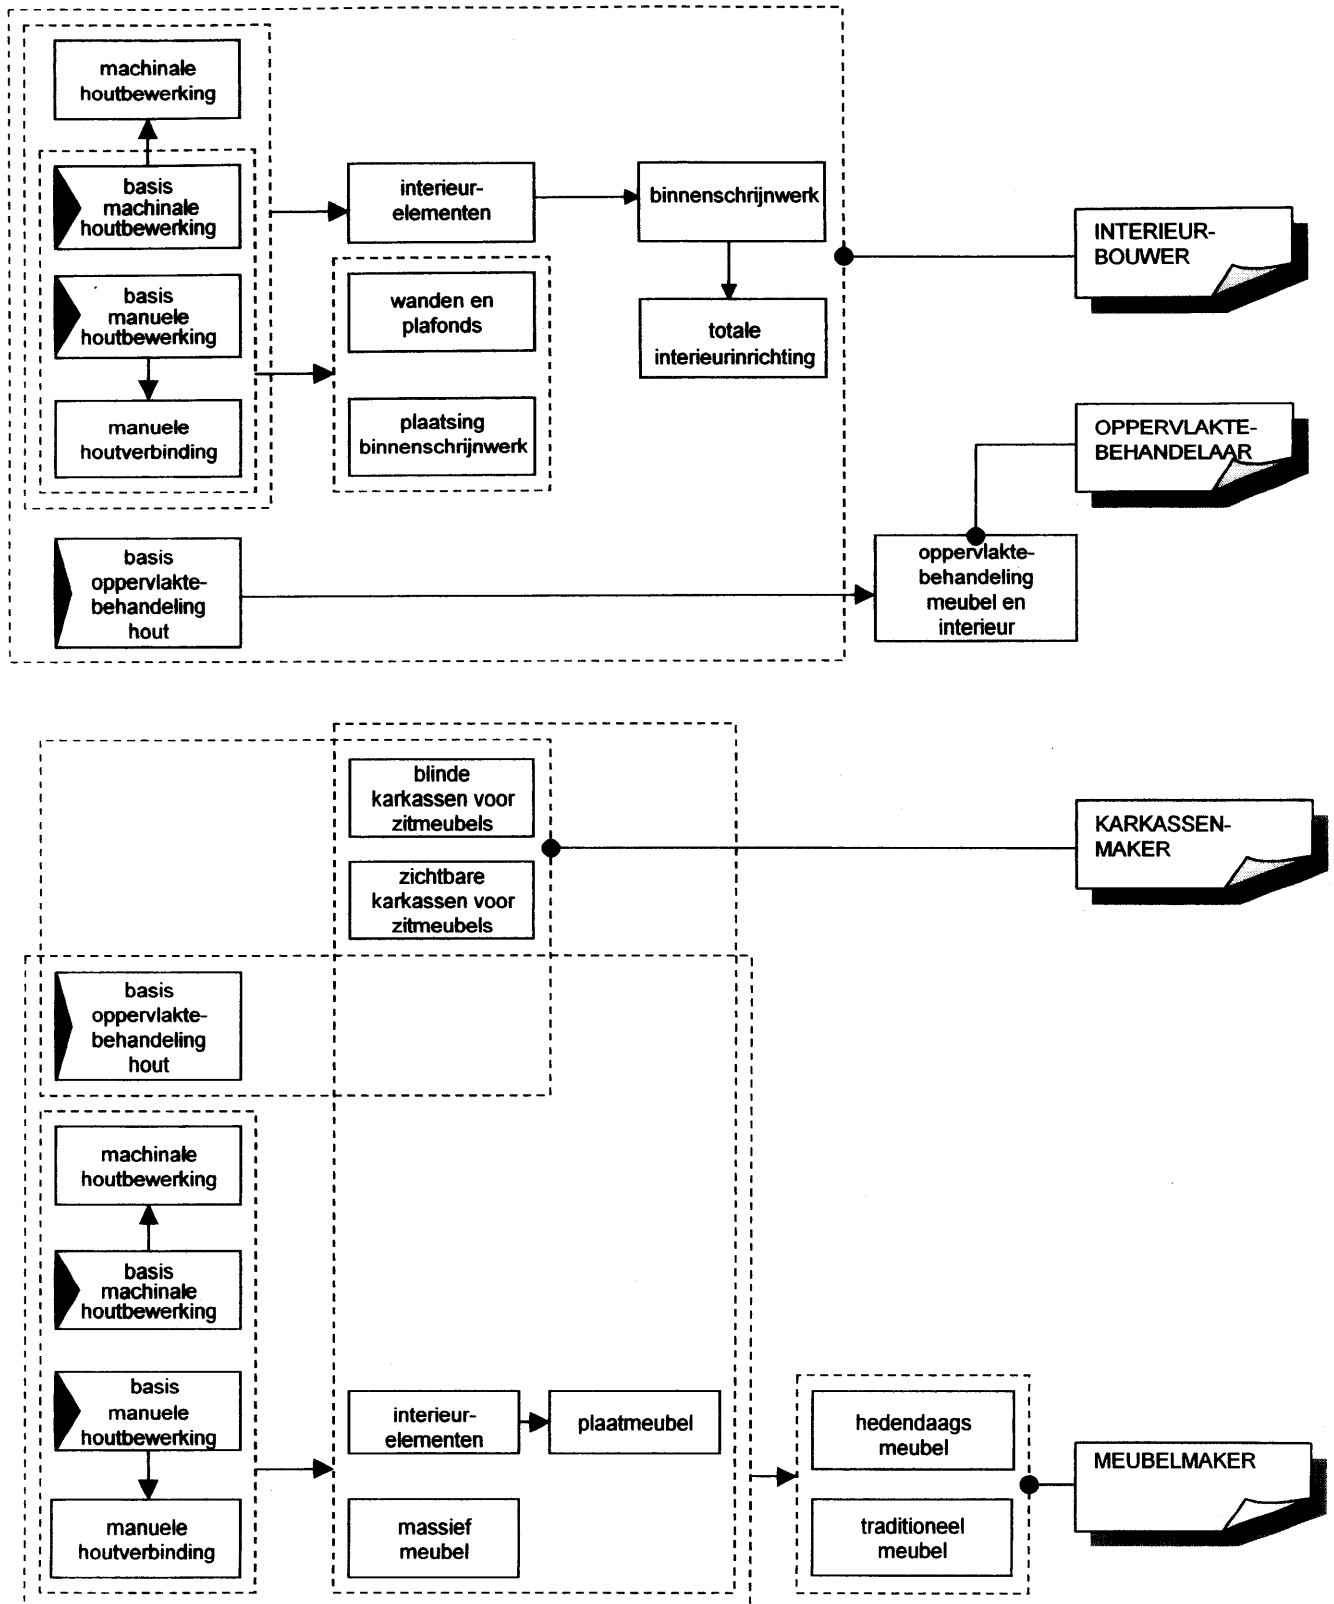 machinale
houtbewerking
basis
machinale
houtbewerking
basis
manuele
houtbewerking
manuele
houtverbinding
basis
oppervlakte-
behandeling
hout
interieur-
elementen
wanden en
plafonds
plaatsing
binnenschrijnwerk
binnenschrijnwerk
totale
interieurinrichting
INTERIEUR-
BOUWER
OPPERVLAKTE-
BEHANDELAAR
oppervlakte-
behandeling
meubel en
interieur
blinde
karkassen voor
zitmeubels
zichtbare
karkassen voor
zitmeubels
KARKASSEN-
MAKER
basis
oppervlakte-
behandeling
hout
machinale
houtbewerking
basis
machinale
houtbewerking
basis
manuele
houtbewerking
manuele
houtverbinding
interieur-
elementen
plaatmeubel
massief
meubel
hedendaags
meubel
traditioneel
meubel
MEUBELMAKER